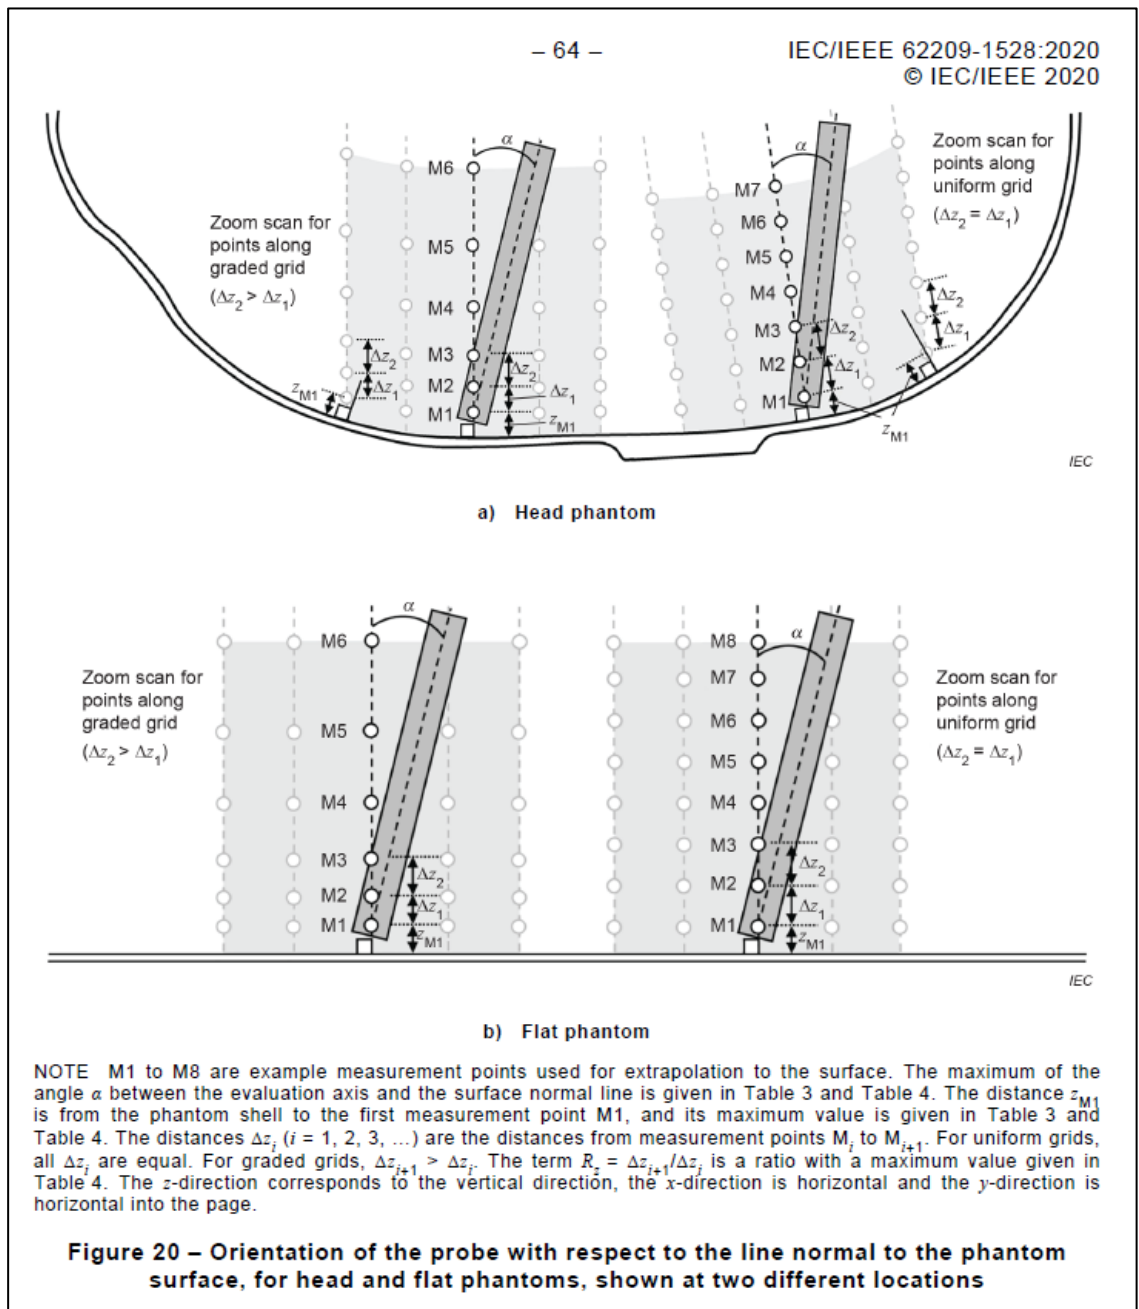 – 64 –
IEC/IEEE 62209-1528:2020
© IEC/IEEE 2020
Zoom scan for
points along
graded grid
(Δz2 > Δz1)
M6
M5
M4
M3
M2
M1
α
Δz2
Δz1
zM1
Δz2
Δz1
zM1
Zoom scan for
points along
uniform grid
(Δz2 = Δz1)
M7
M6
M5
M4
M3
M2
M1
α
Δz2
Δz1
Δz2
Δz1
zM1
IEC
a) Head phantom
Zoom scan for
points along
graded grid
(Δz2 > Δz1)
M6
M5
M4
M3
M2
M1
α
Δz2
Δz1
zM1
M8
M7
M6
M5
M4
M3
M2
M1
α
Δz2
Δz1
zM1
Zoom scan for
points along
uniform grid
(Δz2 = Δz1)
IEC
b) Flat phantom
NOTE M1 to M8 are example measurement points used for extrapolation to the surface. The maximum of the
angle α between the evaluation axis and the surface normal line is given in Table 3 and Table 4. The distance zM1
is from the phantom shell to the first measurement point M1, and its maximum value is given in Table 3 and
Table 4. The distances Δzi (i = 1, 2, 3, ...) are the distances from measurement points Mi to Mi+1. For uniform grids,
all Δzi are equal. For graded grids, Δzi+1 > Δzi. The term Rz = Δzi+1/Δzi is a ratio with a maximum value given in
Table 4. The z-direction corresponds to the vertical direction, the x-direction is horizontal and the y-direction is
horizontal into the page.
Figure 20 – Orientation of the probe with respect to the line normal to the phantom
surface, for head and flat phantoms, shown at two different locations